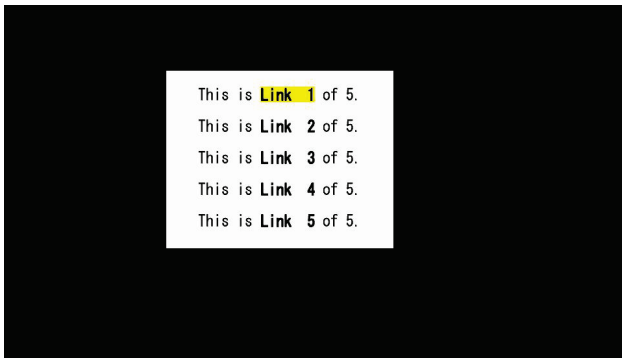 This is Link 1 of 5.
This is Link 2 of 5.
This is Link 3 of 5.
This is Link 4 of 5.
This is Link 5 of 5.